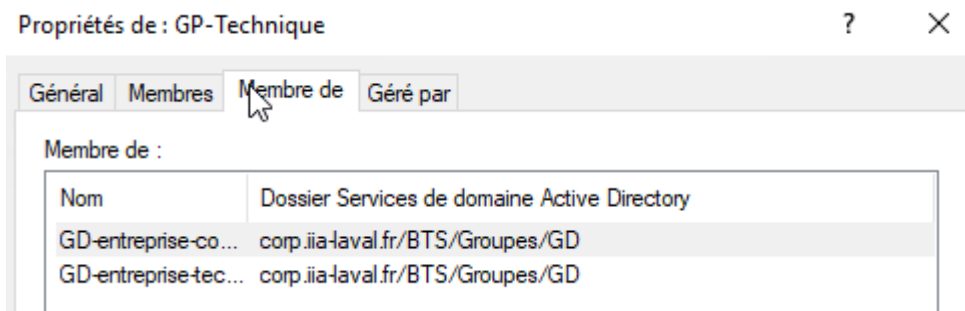 Propriétés de : GP-Technique ? ×
Général Membres Membre de Géré par
Membre de :
Nom Dossier Services de domaine Active Directory
GD-entreprise-co... corp.iia-laval.fr/BTS/Groupes/GD
GD-entreprise-tec... corp.iia-laval.fr/BTS/Groupes/GD